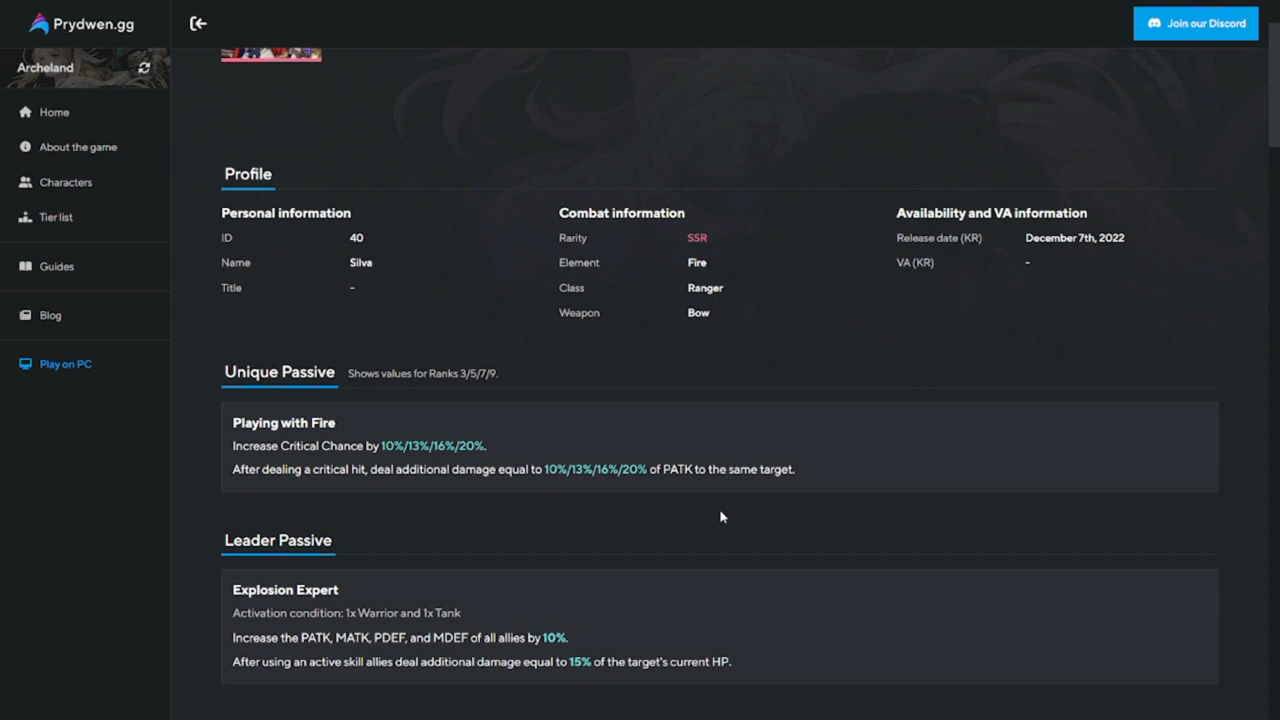 Prydwen.gg
Join our Discord
Archeland
Home
About the game
Characters
Tier list
Guides
Blog
Play on PC
Profile
Personal information
ID 40
Name Silva
Title -
Combat information
Rarity SSR
Element Fire
Class Ranger
Weapon Bow
Availability and VA information
Release date (KR) December 7th, 2022
VA (KR) -
Unique Passive Shows values for Ranks 3/5/7/9.
Playing with Fire
Increase Critical Chance by 10%/13%/16%/20%.
After dealing a critical hit, deal additional damage equal to 10%/13%/16%/20% of PATK to the same target.
Leader Passive
Explosion Expert
Activation condition: 1x Warrior and 1x Tank
Increase the PATK, MATK, PDEF, and MDEF of all allies by 10%.
After using an active skill allies deal additional damage equal to 15% of the target's current HP.